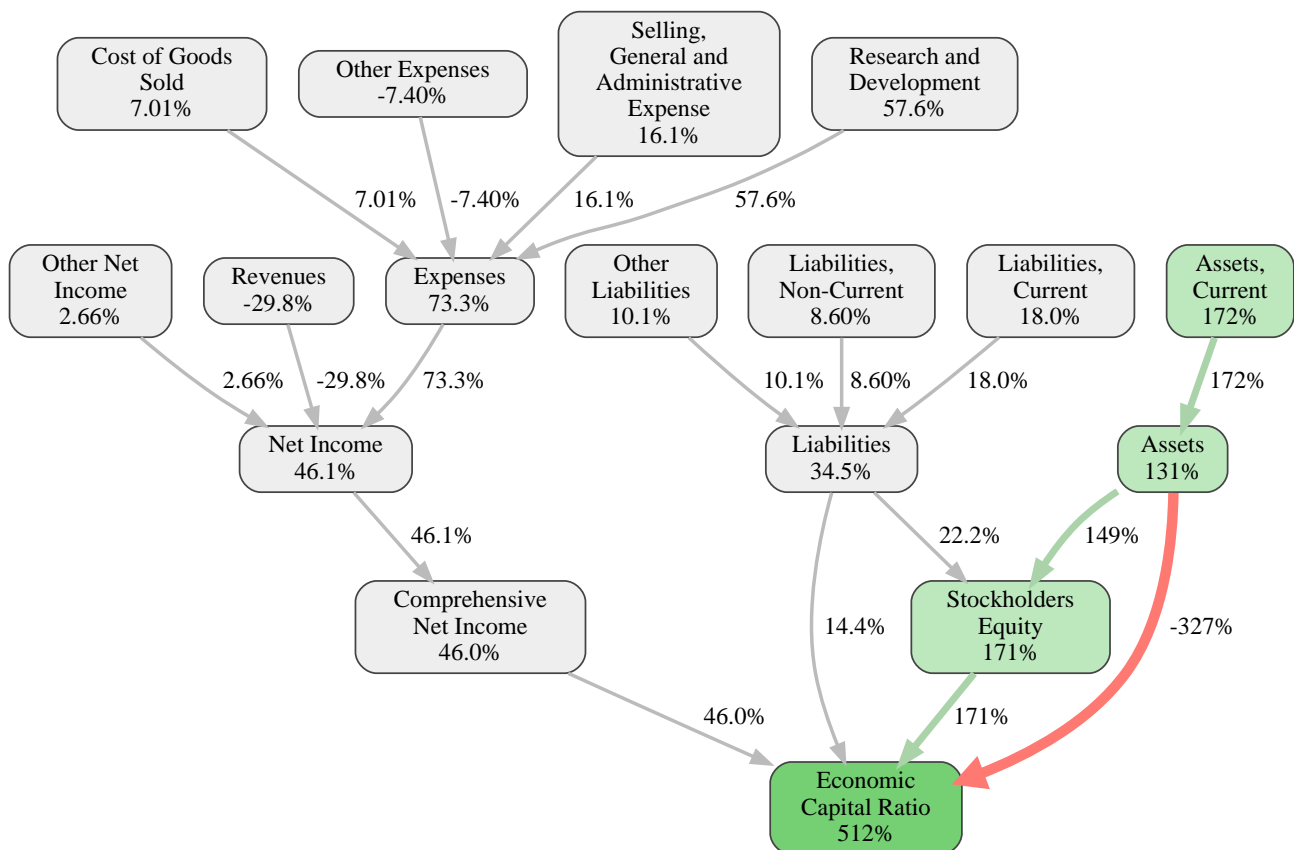 Cost of Goods
Sold
7.01%
Other Expenses
-7.40%
Selling,
General and
Administrative
Expense
16.1%
Research and
Development
57.6%
7.01%
-7.40%
16.1%
57.6%
Other Net
Income
2.66%
Revenues
-29.8%
Expenses
73.3%
Other
Liabilities
10.1%
Liabilities,
Non-Current
8.60%
Liabilities,
Current
18.0%
Assets,
Current
172%
2.66%
-29.8%
73.3%
10.1%
8.60%
18.0%
172%
Net Income
46.1%
Liabilities
34.5%
Assets
131%
46.1%
22.2%
149%
Comprehensive
Net Income
46.0%
14.4%
Stockholders
Equity
171%
-327%
46.0%
171%
Economic
Capital Ratio
512%